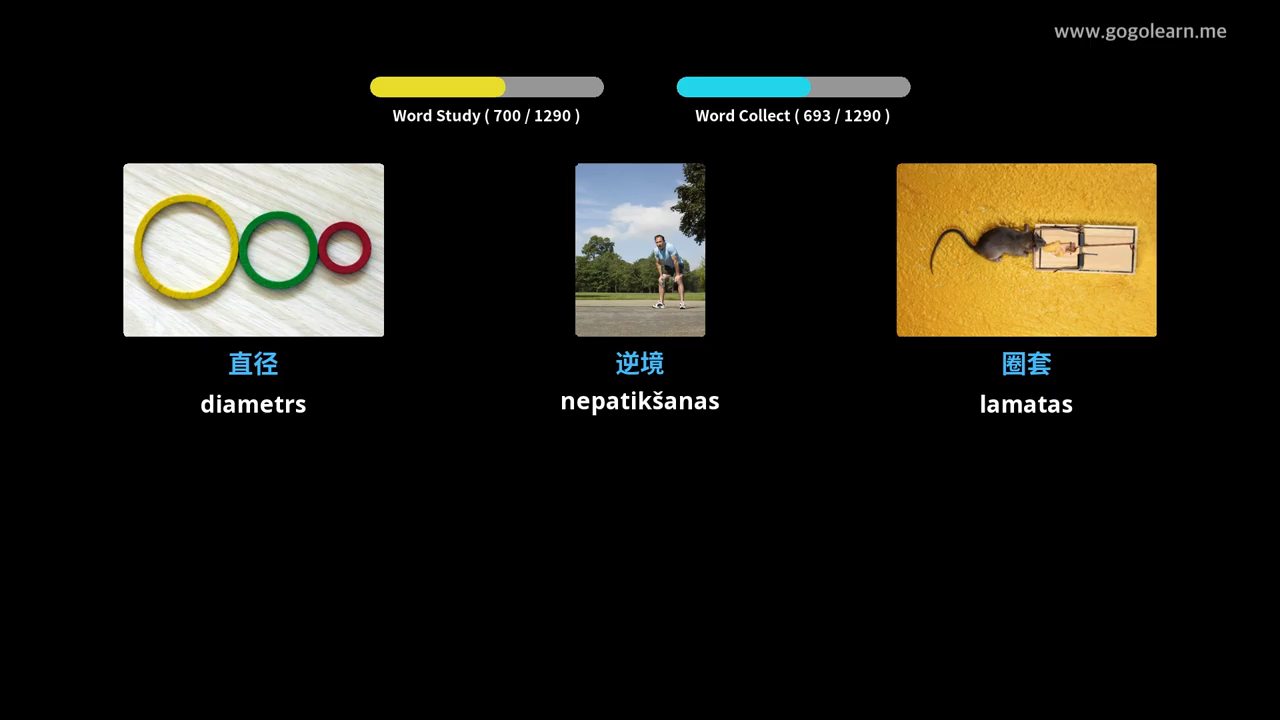 www.gogolearn.me
Word Study ( 700 / 1290 )
Word Collect ( 693 / 1290 )
直径
逆境
圈套
diametrs
nepatikšanas
lamatas